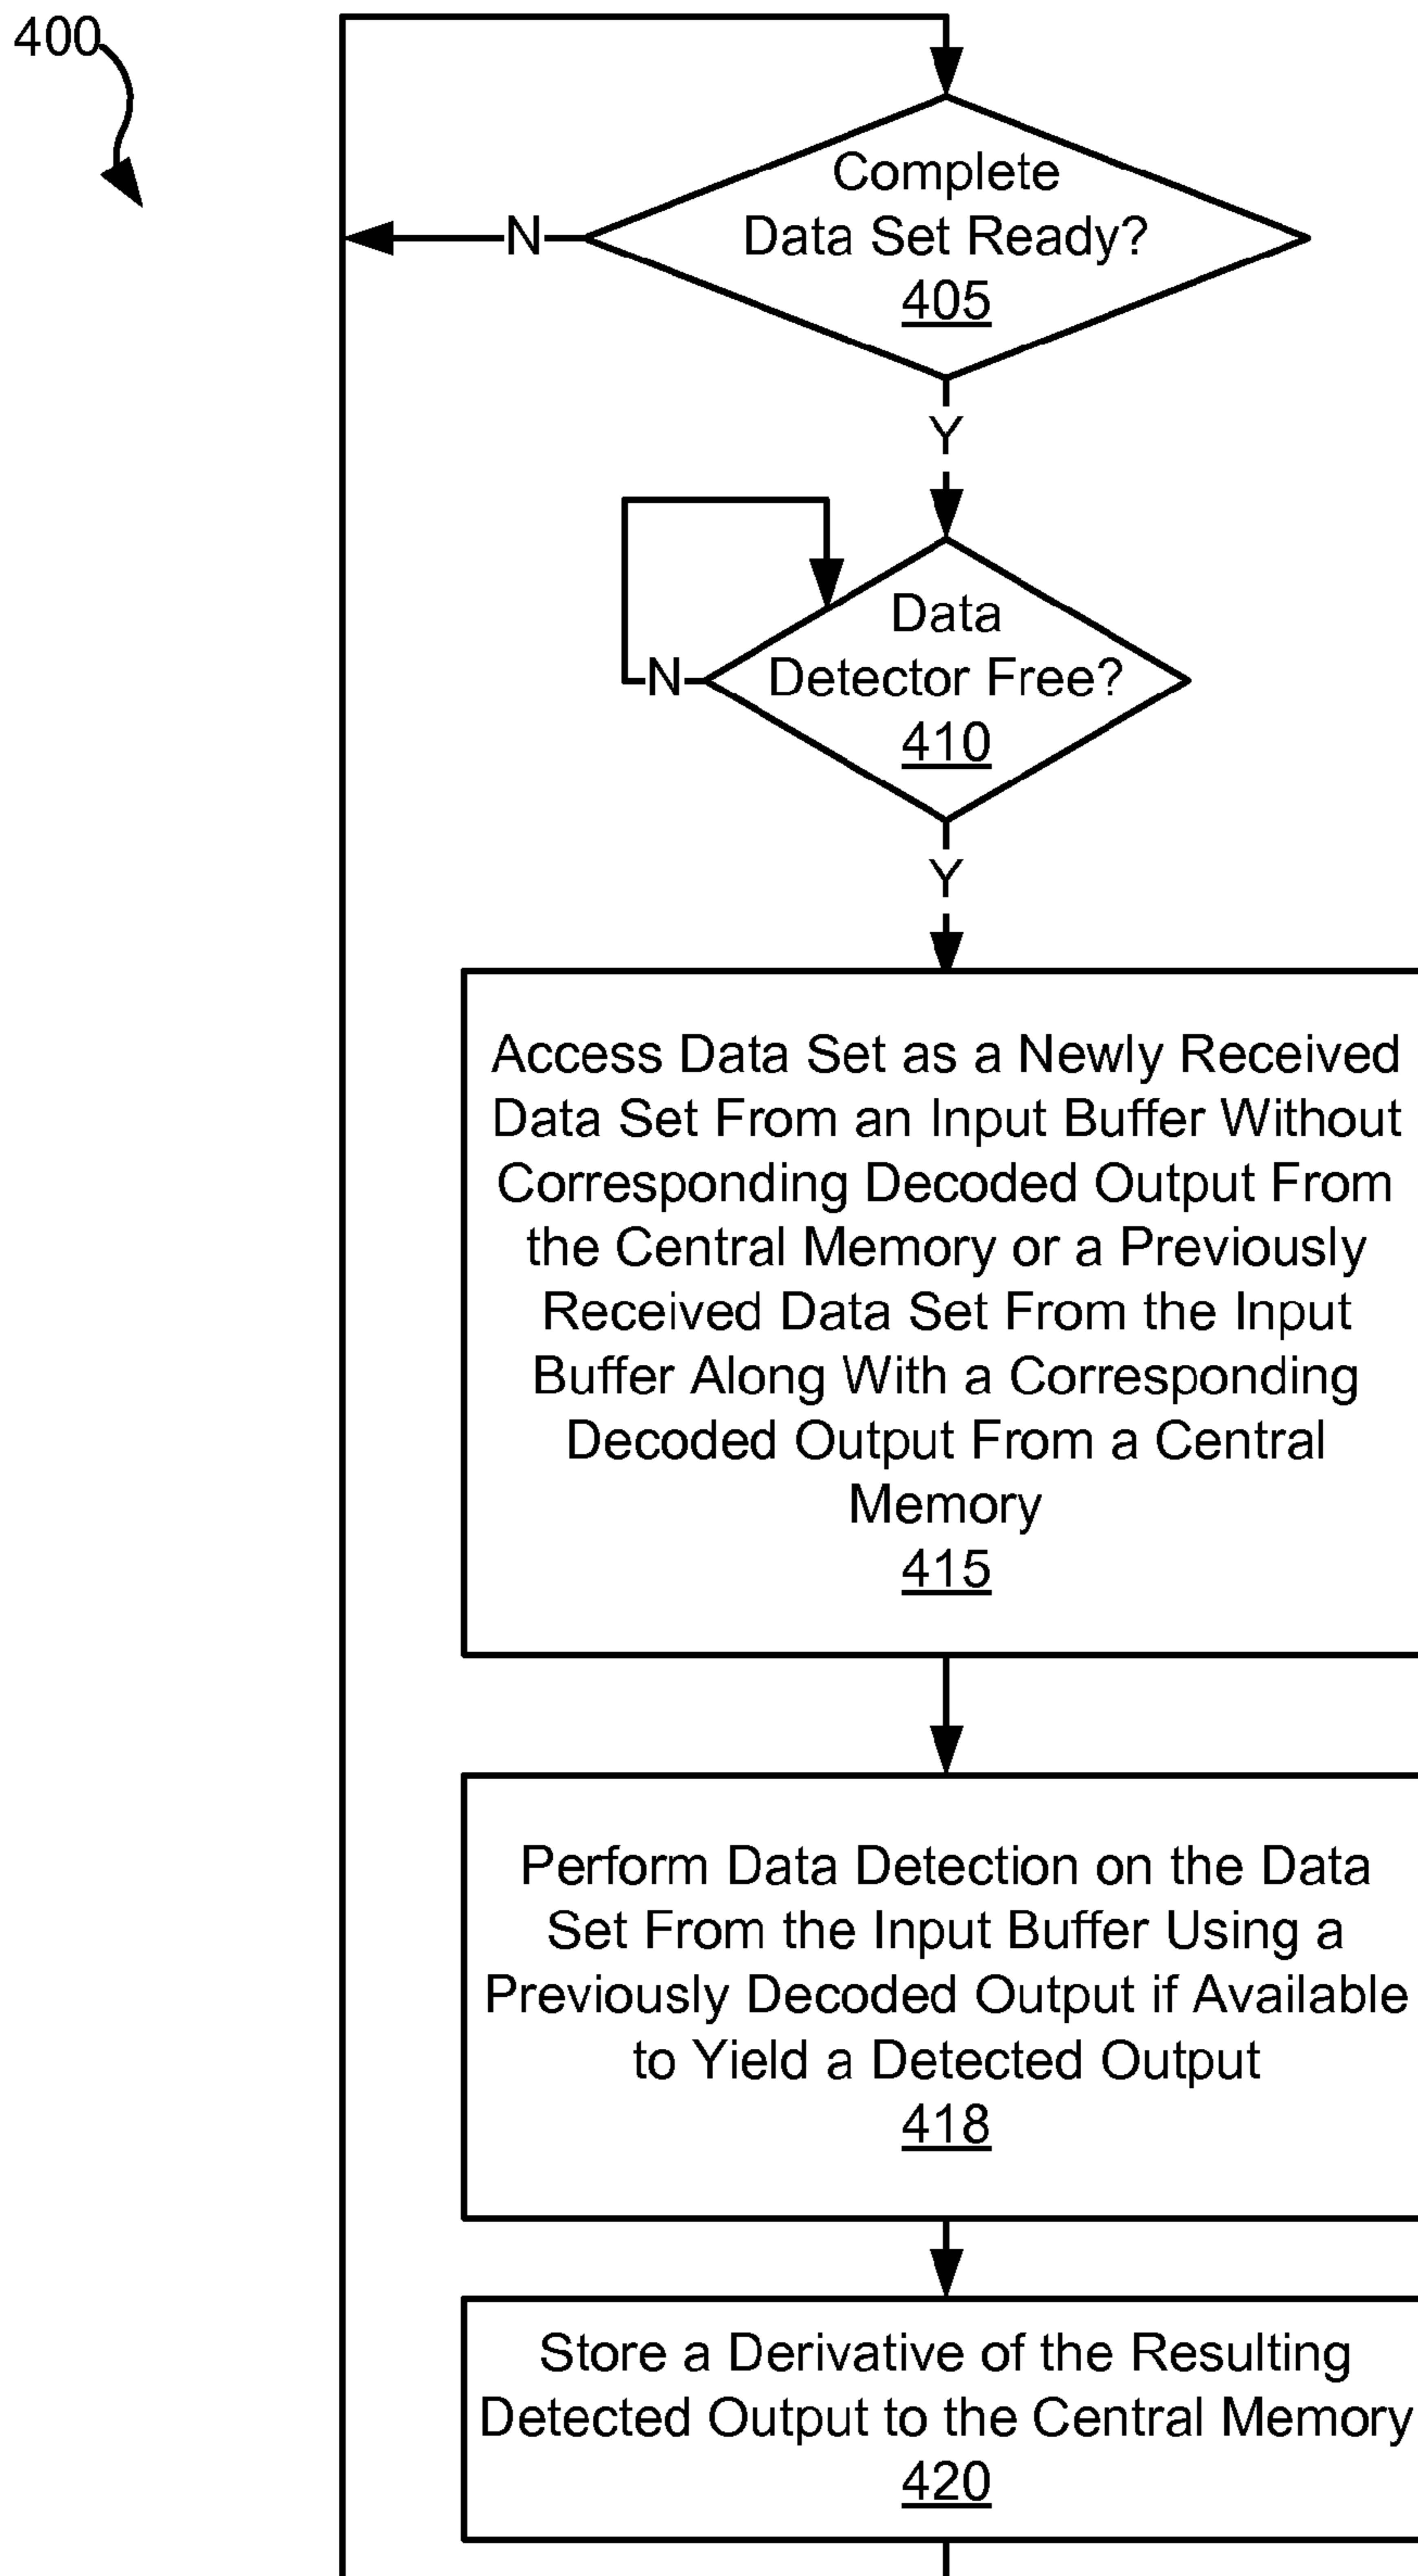 400
Complete
Data Set Ready?
405
N
Y
Data
Detector Free?
410
N
Y
Access Data Set as a Newly Received
Data Set From an Input Buffer Without
Corresponding Decoded Output From
the Central Memory or a Previously
Received Data Set From the Input
Buffer Along With a Corresponding
Decoded Output From a Central
Memory
415
Perform Data Detection on the Data
Set From the Input Buffer Using a
Previously Decoded Output if Available
to Yield a Detected Output
418
Store a Derivative of the Resulting
Detected Output to the Central Memory
420